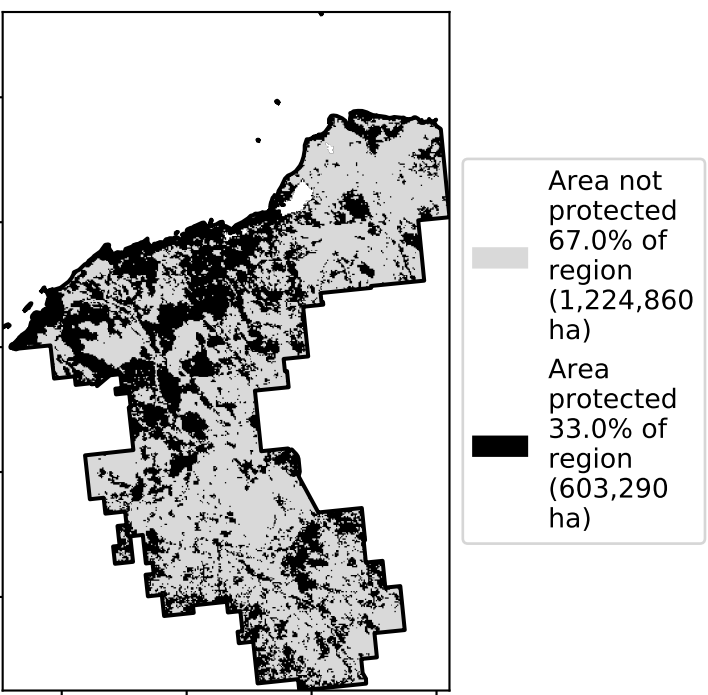 Area not
protected
67.0% of
region
(1,224,860
ha)
Area
protected
33.0% of
region
(603,290
ha)